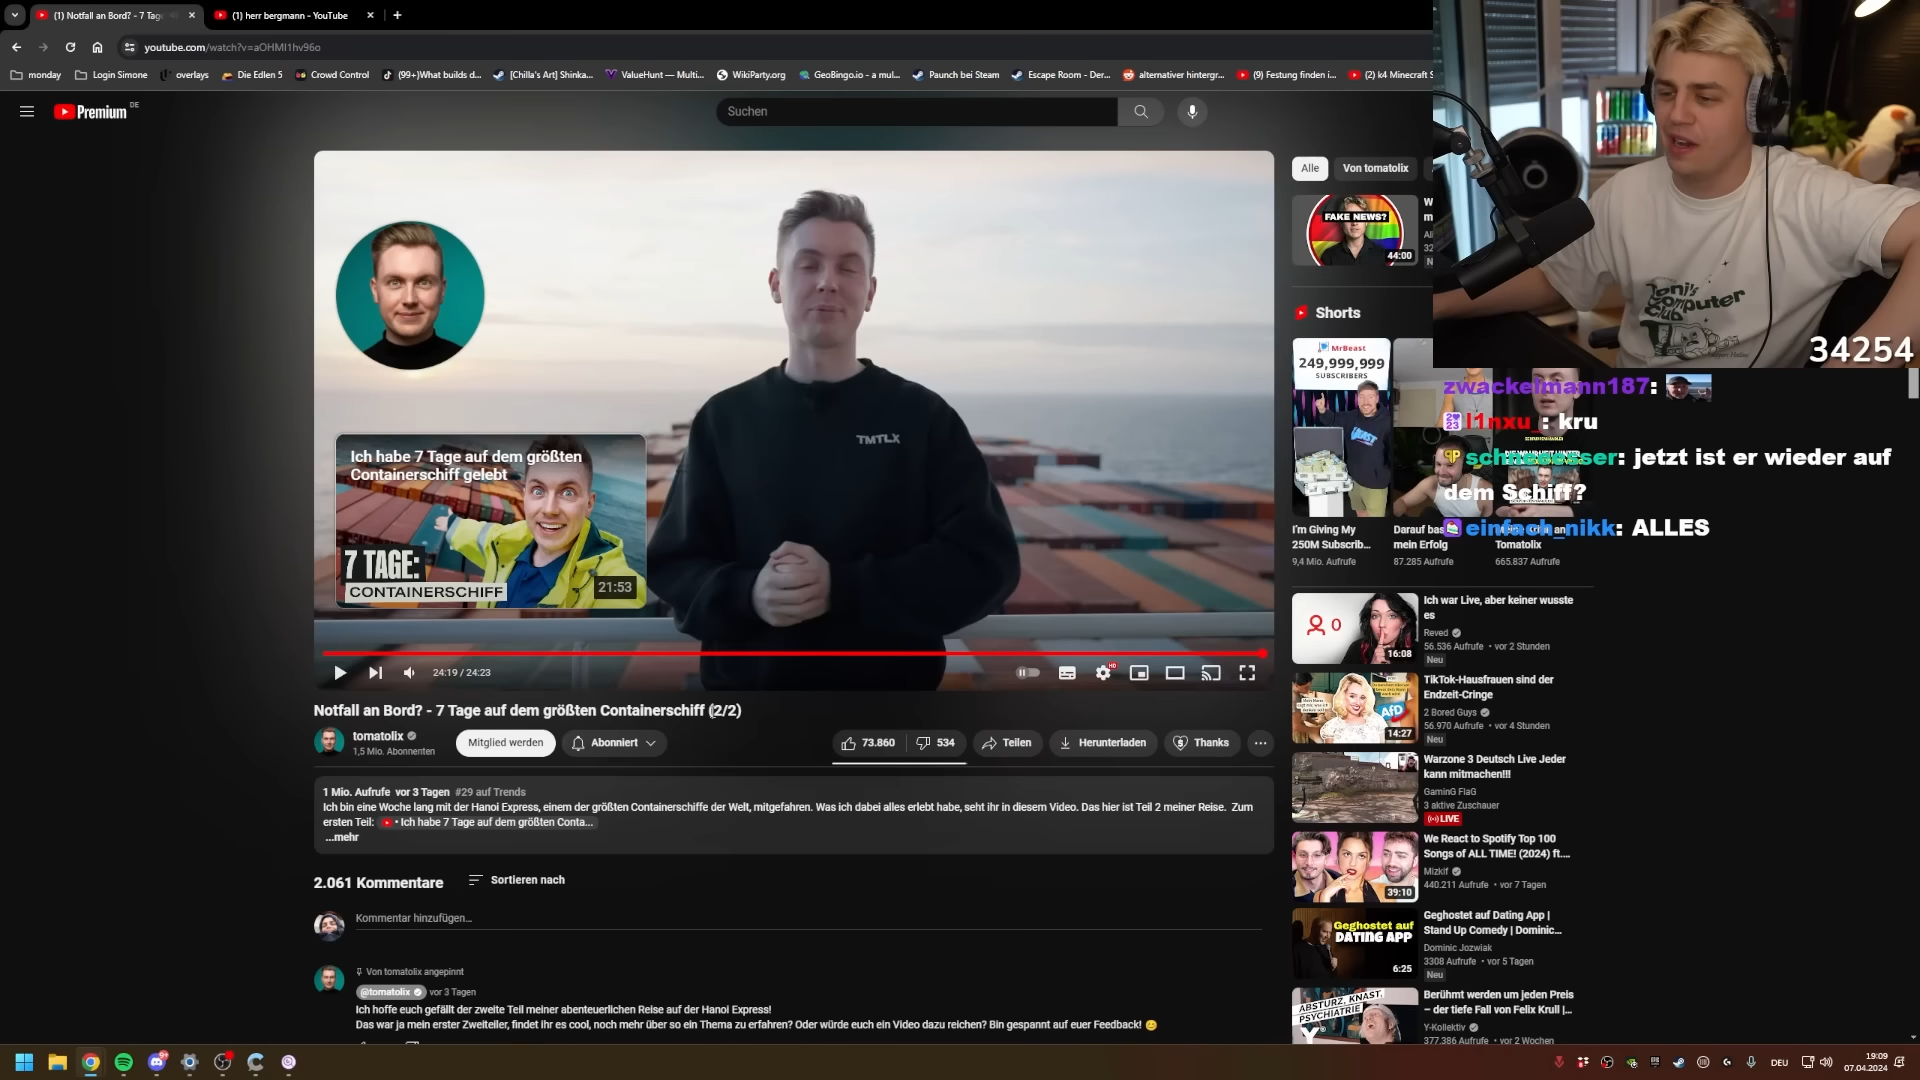 (1) Notfall an Bord? - 7 Tag
(1) herr bergmann - YouTube
youtube.com/watch?v=aOHMI1hv96o
monday
Login Simone
overlays
Die Edlen 5
Crowd Control
(99+)What builds d...
[Chilla's Art] Shinka...
ValueHunt — Multi...
WikiParty.org
GeoBingo.io - a mul...
Paunch bei Steam
Escape Room - Der...
alternativer hintergr...
(9) Festung finden i...
(2) k4 Minecraft S
Premium DE
Suchen
Alle
Von tomatolix
FAKE NEWS?
44:00
Toni's
Computer
Club
34254
Shorts
MrBeast
249,999,999
SUBSCRIBERS
zwackelmann187:
l1nxu_: kru
schneeesser: jetzt ist er wieder auf
dem Schiff?
einfach_nikk: ALLES
I'm Giving My
250M Subscrib...
9,4 Mio. Aufrufe
Darauf bas
mein Erfolg
87.285 Aufrufe
an
Tomatolix
665.837 Aufrufe
TMTLX
Ich habe 7 Tage auf dem größten
Containerschiff gelebt
7 TAGE:
CONTAINERSCHIFF
21:53
24:19 / 24:23
HD
Notfall an Bord? - 7 Tage auf dem größten Containerschiff (2/2)
tomatolix
1,5 Mio. Abonnenten
Mitglied werden
Abonniert
73.860
534
Teilen
Herunterladen
Thanks
1 Mio. Aufrufe vor 3 Tagen #29 auf Trends
Ich bin eine Woche lang mit der Hanoi Express, einem der größten Containerschiffe der Welt, mitgefahren. Was ich dabei alles erlebt habe, seht ihr in diesem Video. Das hier ist Teil 2 meiner Reise. Zum
ersten Teil: • Ich habe 7 Tage auf dem größten Conta...
...mehr
2.061 Kommentare
Sortieren nach
Kommentar hinzufügen...
Von tomatolix angepinnt
@tomatolix vor 3 Tagen
Ich hoffe euch gefällt der zweite Teil meiner abenteuerlichen Reise auf der Hanoi Express!
Das war ja mein erster Zweiteiler, findet ihr es cool, noch mehr über so ein Thema zu erfahren? Oder würde euch ein Video dazu reichen? Bin gespannt auf euer Feedback! 😊
0
16:08
Ich war Live, aber keiner wusste
es
Reved
56.536 Aufrufe • vor 2 Stunden
Neu
AfD
14:27
TikTok-Hausfrauen sind der
Endzeit-Cringe
2 Bored Guys
56.970 Aufrufe • vor 4 Stunden
Neu
Warzone 3 Deutsch Live Jeder
kann mitmachen!!!
GaminG FlaG
3 aktive Zuschauer
LIVE
39:10
We React to Spotify Top 100
Songs of ALL TIME! (2024) ft....
Mizkif
440.211 Aufrufe • vor 7 Tagen
Geghostet auf
DATING APP
6:25
Geghostet auf Dating App |
Stand Up Comedy | Dominic...
Dominic Jozwiak
3308 Aufrufe • vor 5 Tagen
Neu
ABSTURZ, KNAST,
PSYCHIATRIE
Berühmt werden um jeden Preis
– der tiefe Fall von Felix Krull |...
Y-Kollektiv
377.386 Aufrufe • vor 2 Wochen
DEU
19:09
07.04.2024